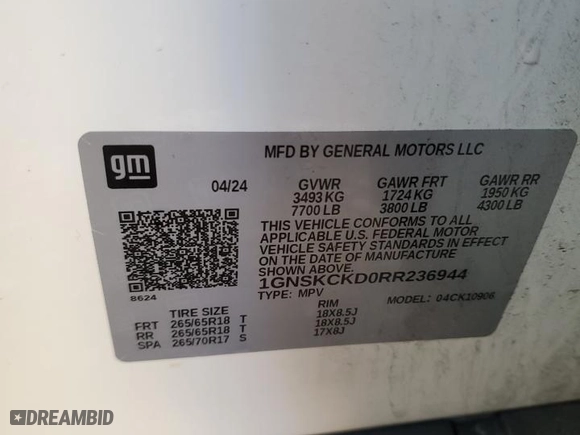 gm
MFD BY GENERAL MOTORS LLC
04/24 GVWR GAWR FRT GAWR RR
3493 KG 1724 KG 1950 KG
7700 LB 3800 LB 4300 LB
THIS VEHICLE CONFORMS TO ALL
APPLICABLE U.S. FEDERAL MOTOR
VEHICLE SAFETY STANDARDS IN EFFECT
ON THE DATE OF MANUFACTURE
SHOWN ABOVE.
1GNSKCKD0RR236944
8624
TYPE: MPV MODEL: 04CK10906
TIRE SIZE RIM
FRT 265/65R18 T 18X8.5J
RR 265/65R18 T 18X8.5J
SPA 265/70R17 S 17X8J
DREAMBID